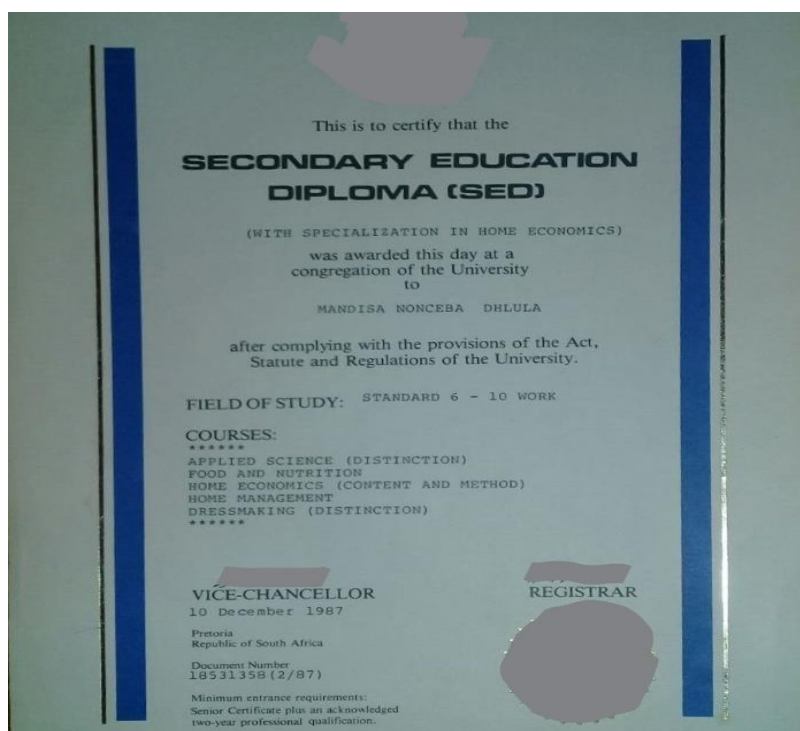 This is to certify that the
SECONDARY EDUCATION
DIPLOMA (SED)
(WITH SPECIALIZATION IN HOME ECONOMICS)
was awarded this day at a
congregation of the University
to
MANDISA NONCEBA DHLULA
after complying with the provisions of the Act,
Statute and Regulations of the University.
FIELD OF STUDY: STANDARD 6 - 10 WORK
COURSES:
******
APPLIED SCIENCE (DISTINCTION)
FOOD AND NUTRITION
HOME ECONOMICS (CONTENT AND METHOD)
HOME MANAGEMENT
DRESSMAKING (DISTINCTION)
******
VICE-CHANCELLOR
REGISTRAR
10 December 1987
Pretoria
Republic of South Africa
Document Number
18531358(2/87)
Minimum entrance requirements:
Senior Certificate plus an acknowledged
two-year professional qualification.